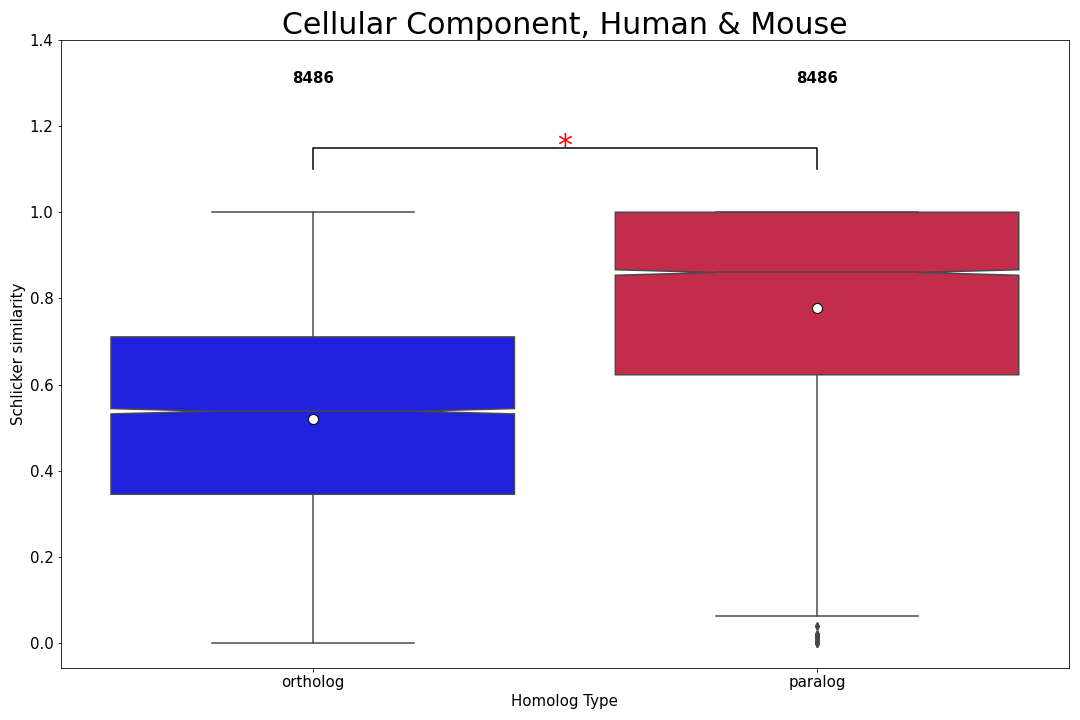 Cellular Component, Human & Mouse
1.4
8486 8486
1.2
*
1.0
0.8
Schlicker similarity
0.6
0.4
0.2
0.0
ortholog paralog
Homolog Type